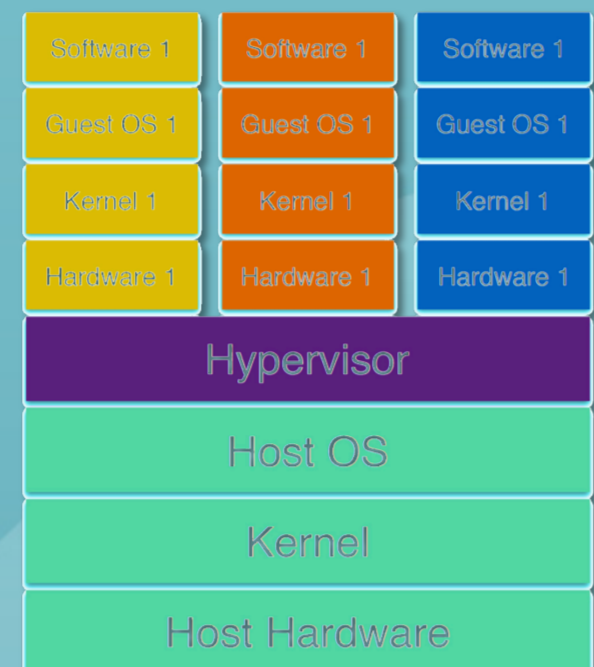 Software 1 Software 1 Software 1
Guest OS 1 Guest OS 1 Guest OS 1
Kernel 1 Kernel 1 Kernel 1
Hardware 1 Hardware 1 Hardware 1
Hypervisor
Host OS
Kernel
Host Hardware